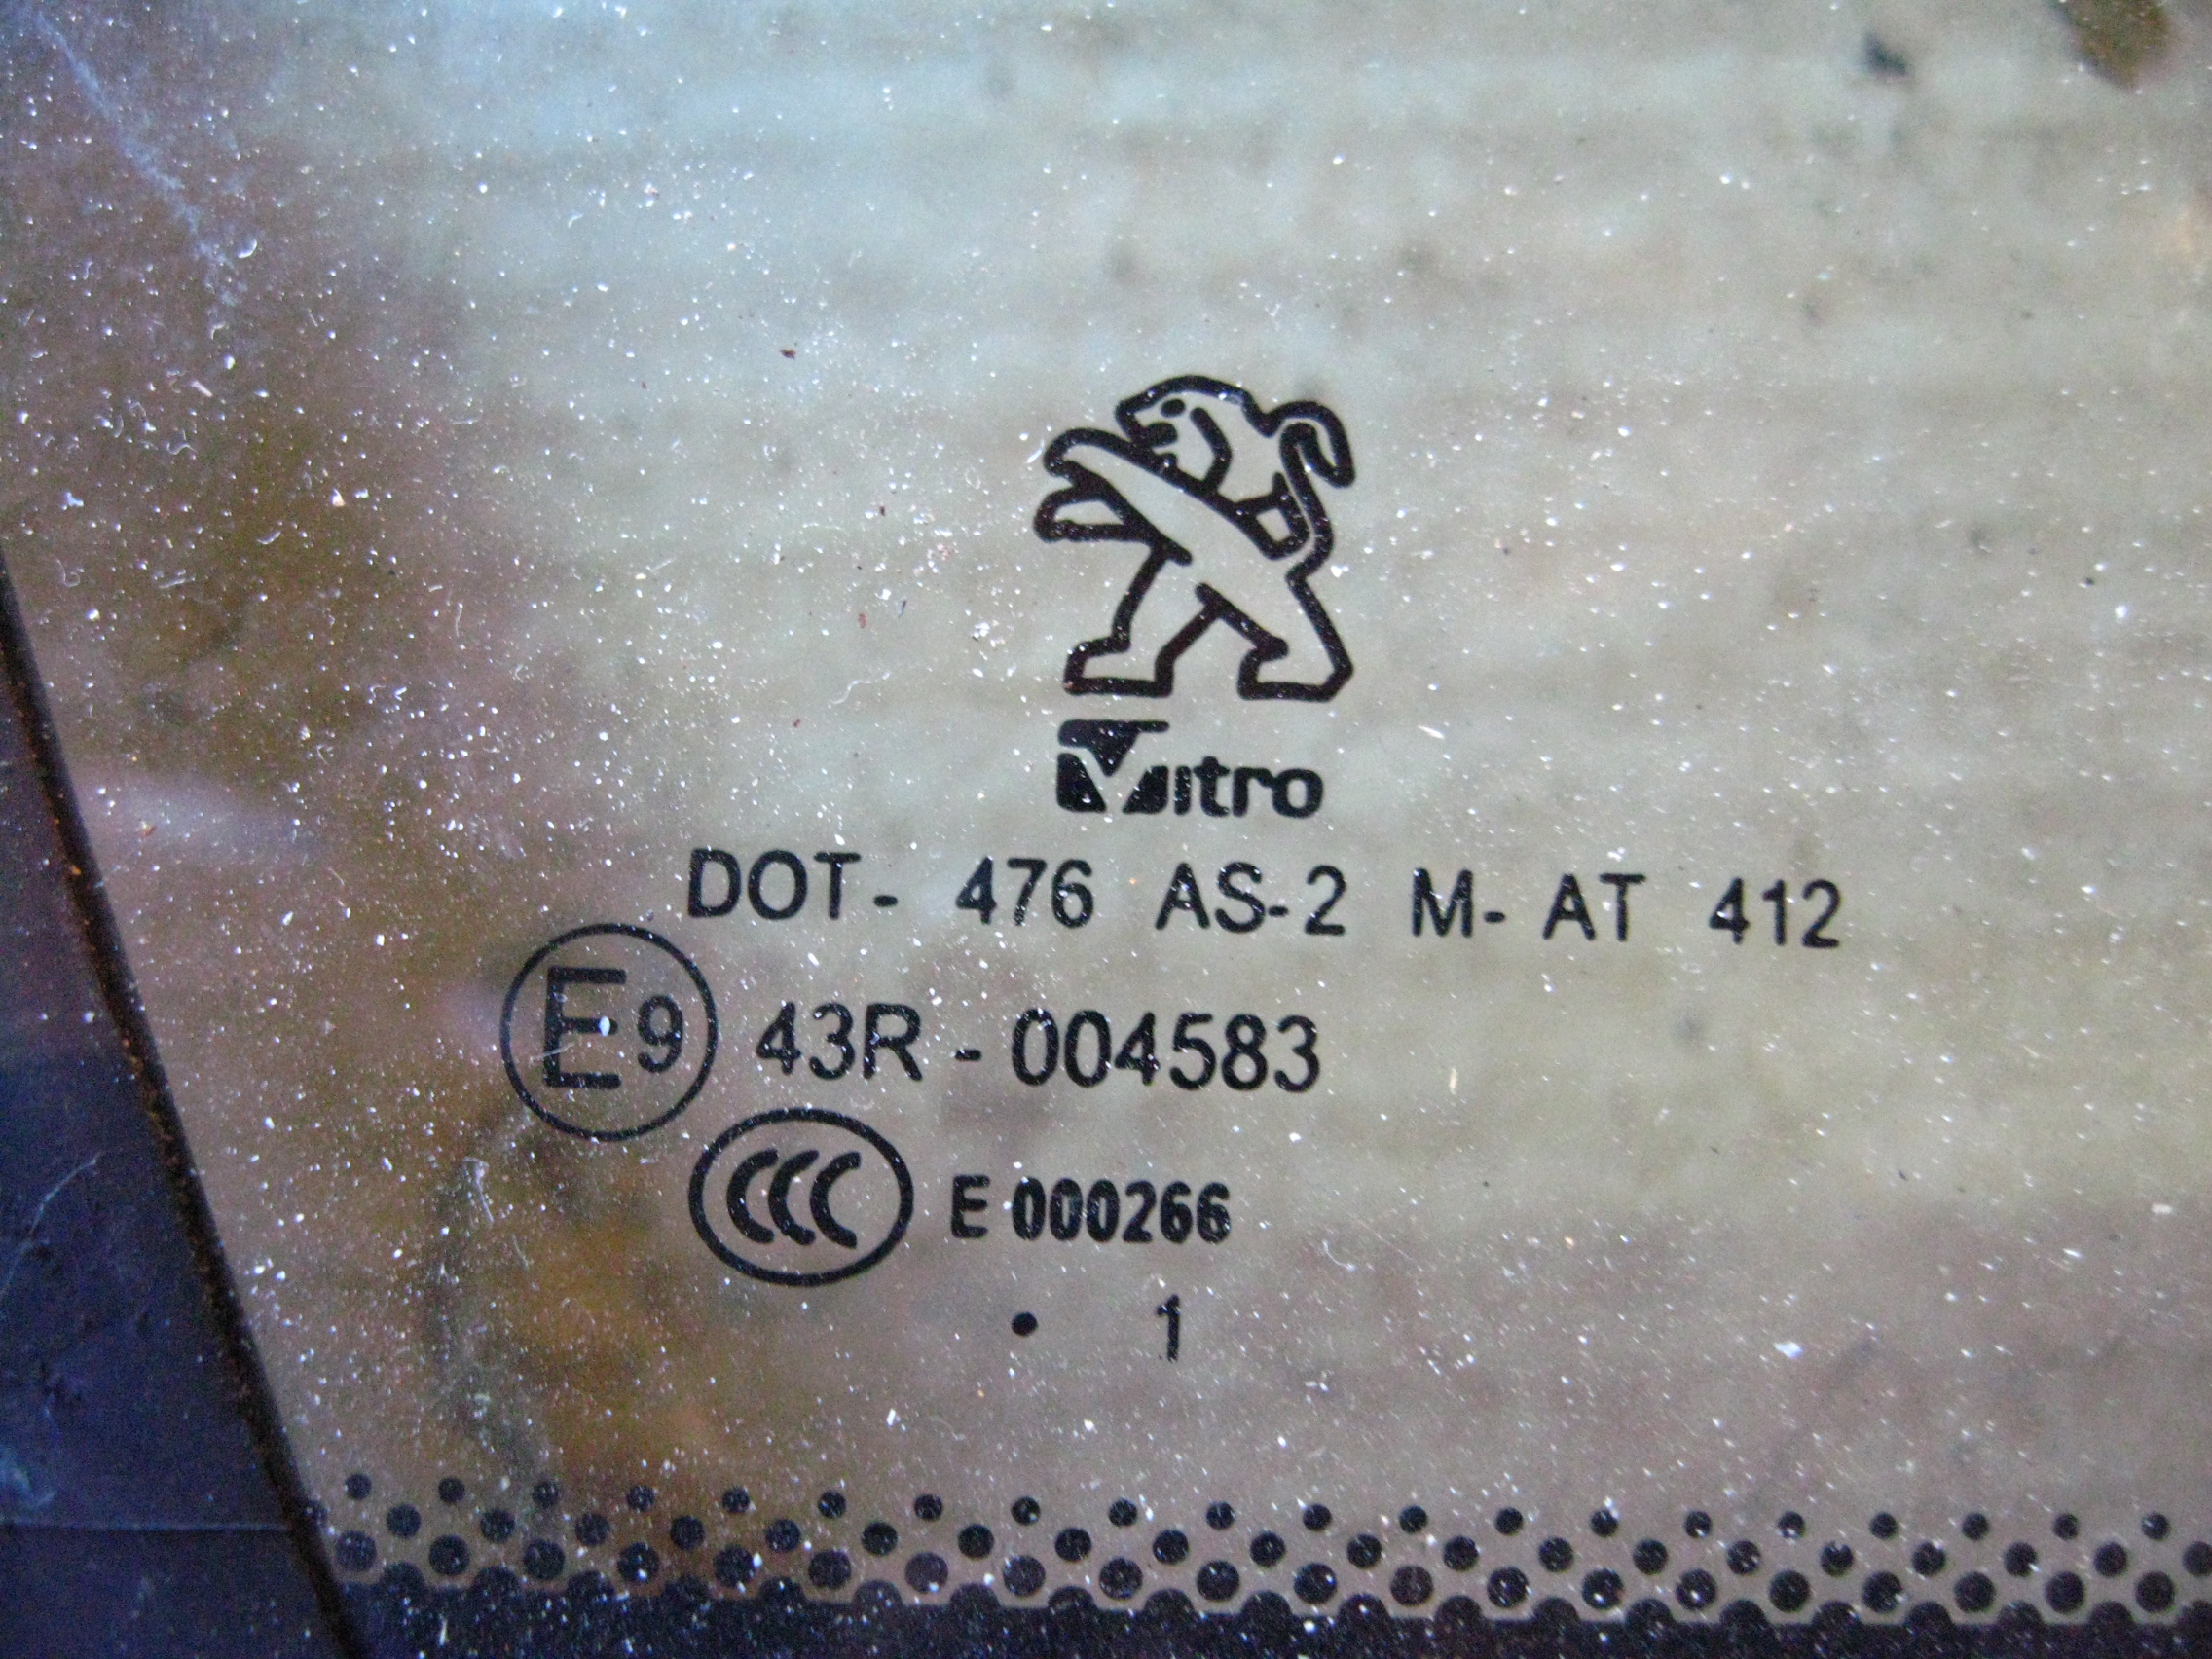 Vitro
DOT- 476 AS-2 M- AT 412
E9 43R - 004583
CCC E 000266
• 1